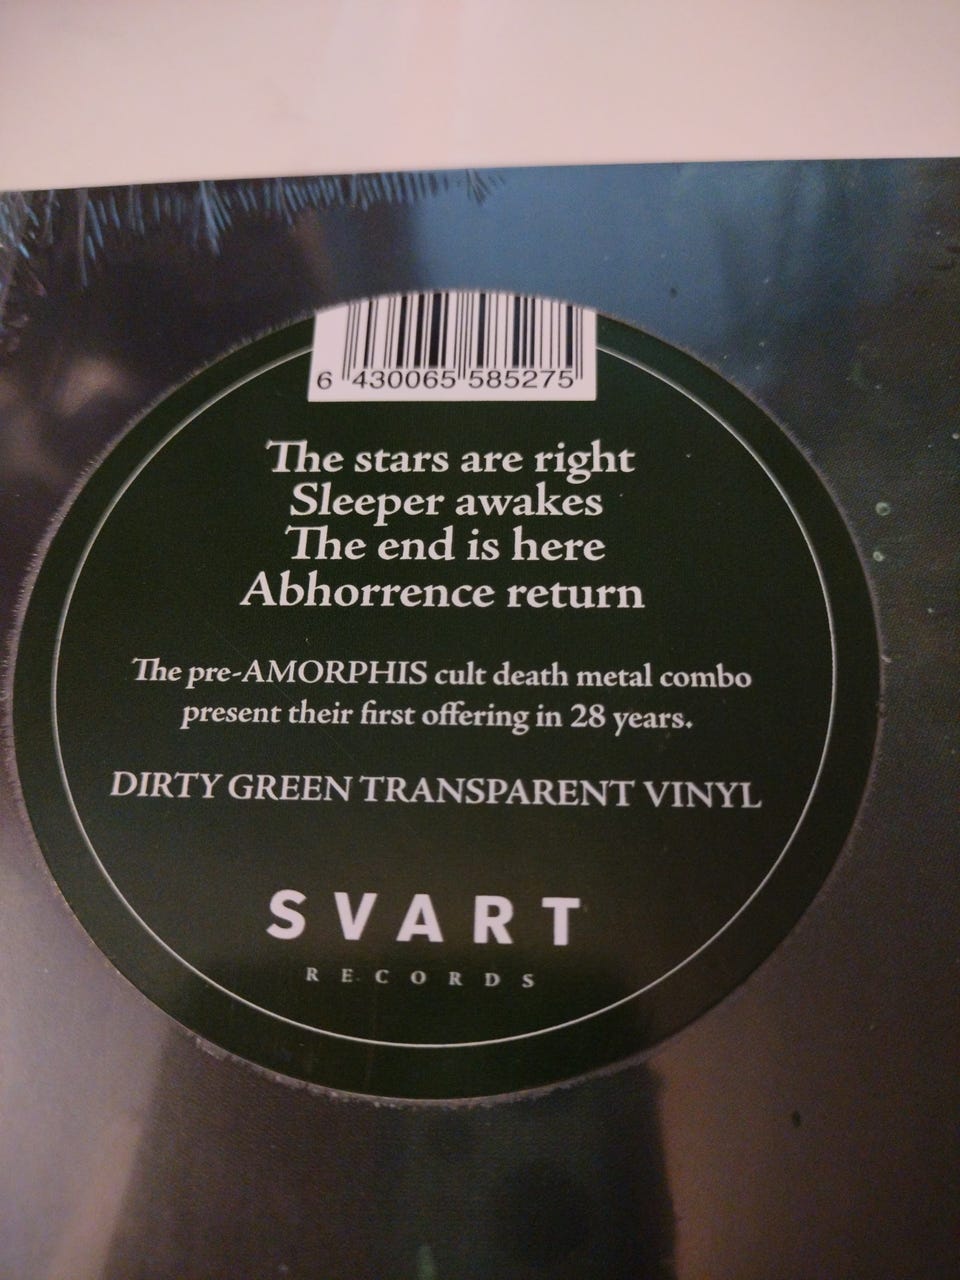 6 430065 585275
The stars are right
Sleeper awakes
The end is here
Abhorrence return
The pre-AMORPHIS cult death metal combo
present their first offering in 28 years.
DIRTY GREEN TRANSPARENT VINYL
SVART
RECORDS